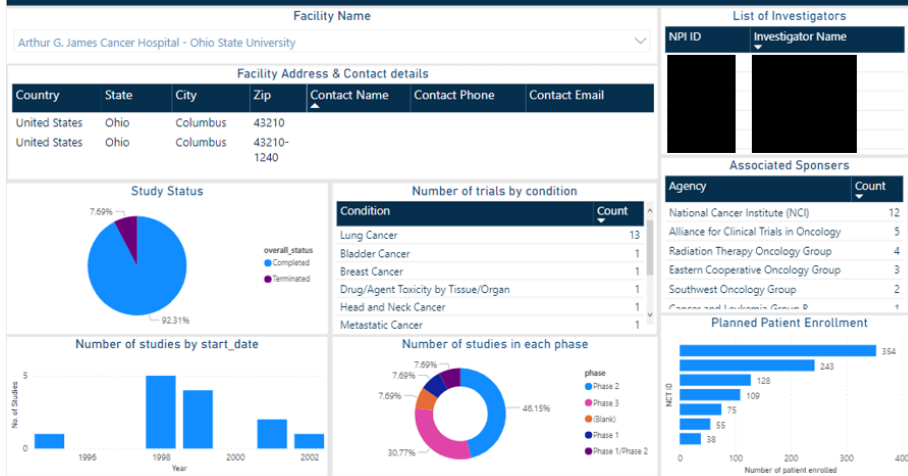 Facility Name
Arthur G. James Cancer Hospital - Ohio State University
Facility Address & Contact details
Country State City Zip Contact Name Contact Phone Contact Email
United States Ohio Columbus 43210
United States Ohio Columbus 43210-
1240
List of Investigators
NPI ID Investigator Name
Study Status
7.69%
92.31%
overall_status
Completed
Terminated
Number of trials by condition
Condition Count
Lung Cancer 13
Bladder Cancer 1
Breast Cancer 1
Drug/Agent Toxicity by Tissue/Organ 1
Head and Neck Cancer 1
Metastatic Cancer 1
Associated Sponsers
Agency Count
National Cancer Institute (NCI) 12
Alliance for Clinical Trials in Oncology 5
Radiation Therapy Oncology Group 4
Eastern Cooperative Oncology Group 3
Southwest Oncology Group 2
Cancer and Leukemia Group B 1
Number of studies by start_date
No. of Studies
5
0
1996 1998 2000 2002
Year
Number of studies in each phase
7.69%
7.69%
7.69%
46.15%
30.77%
phase
Phase 2
Phase 3
(Blank)
Phase 1
Phase 1/Phase 2
Planned Patient Enrollment
NCT ID
354
243
128
109
75
55
38
0 100 200 300 400
Number of patient enrolled